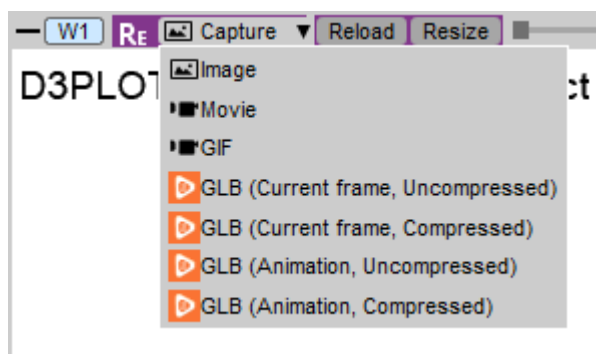 W1 RE Capture ▼ Reload Resize
D3PLOT ct
Image
Movie
GIF
GLB (Current frame, Uncompressed)
GLB (Current frame, Compressed)
GLB (Animation, Uncompressed)
GLB (Animation, Compressed)